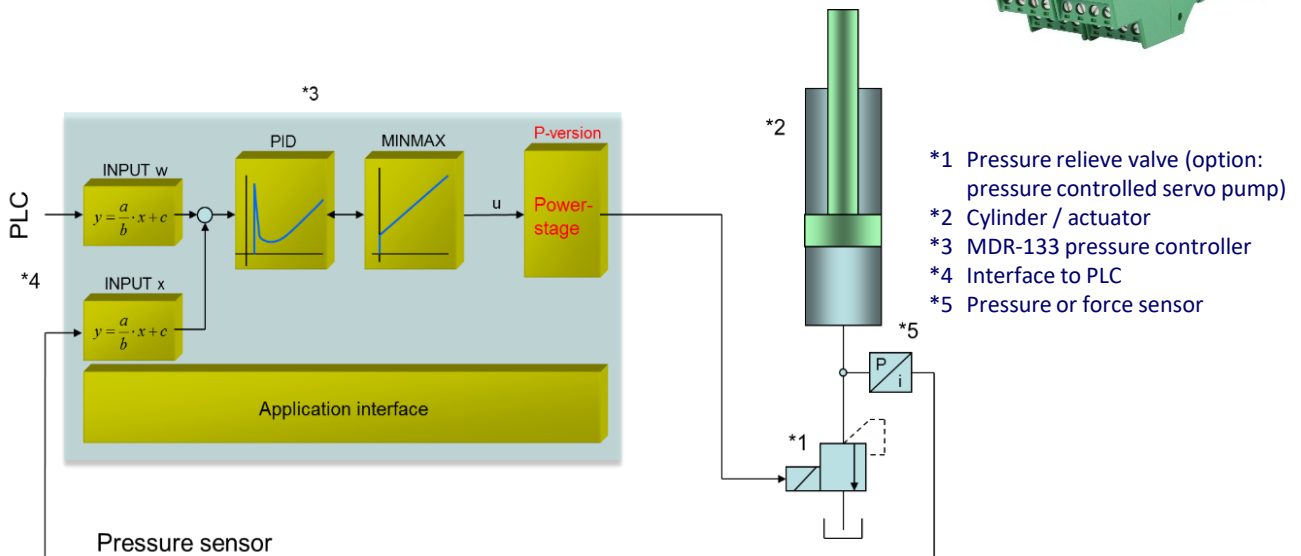 *3
PLC
*4
INPUT w
y = a/b · x + c
INPUT x
y = a/b · x + c
PID
MINMAX
u
P-version
Power-
stage
Application interface
Pressure sensor
*2
*5
P
i
*1
*1 Pressure relieve valve (option:
pressure controlled servo pump)
*2 Cylinder / actuator
*3 MDR-133 pressure controller
*4 Interface to PLC
*5 Pressure or force sensor